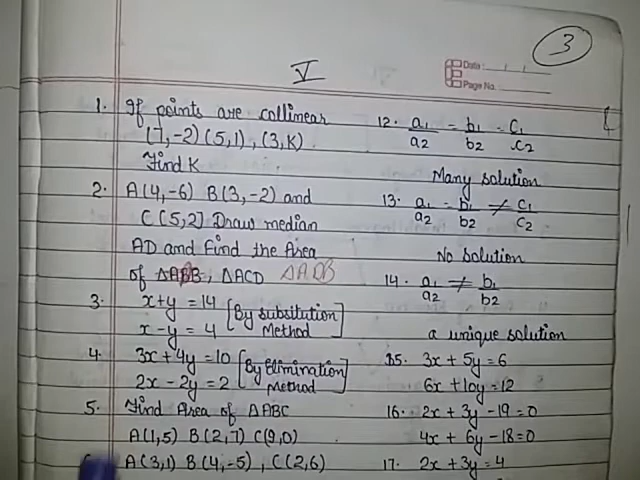 3
Date : / /
Page No.
V
1. If points are callinear
(7,-2) (5,1), (3,K)
Find K
2. A(4,-6) B(3,-2) and
C(5,2) Draw median
AD and Find the Area
of ΔABB, ΔACD ΔADB
3. x+y = 14 [By substitution
x-y = 4 Method]
4. 3x+4y = 10 [By Elimination
2x-2y = 2 Method]
5. Find Area of ΔABC
A(1,5) B(2,7) C(9,0)
A(3,1) B(4,-5), C(2,6)
12. a1/a2 = b1/b2 = c1/c2
Many solution
13. a1/a2 = b1/b2 ≠ c1/c2
No solution
14. a1/a2 ≠ b1/b2
a unique solution
15. 3x + 5y = 6
6x + 10y = 12
16. 2x + 3y -19 = 0
4x + 6y -18 = 0
17. 2x + 3y = 4